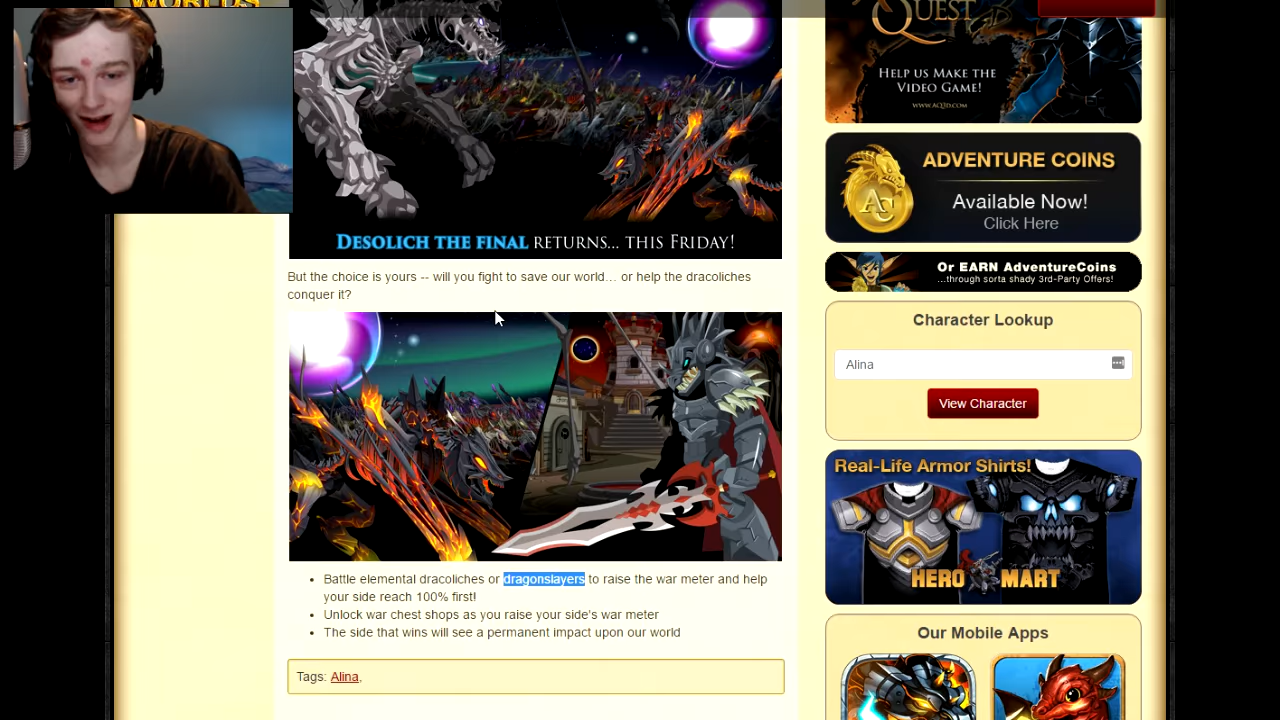 WORLDS
DESOLICH THE FINAL RETURNS... THIS FRIDAY!
But the choice is yours -- will you fight to save our world… or help the dracoliches
conquer it?
• Battle elemental dracoliches or dragonslayers to raise the war meter and help
your side reach 100% first!
• Unlock war chest shops as you raise your side's war meter
• The side that wins will see a permanent impact upon our world
Tags: Alina,
QUEST
HELP US MAKE THE
VIDEO GAME!
WWW.AQ3D.COM
ADVENTURE COINS
AC
Available Now!
Click Here
Or EARN AdventureCoins
...through sorta shady 3rd-Party Offers!
Character Lookup
Alina
View Character
Real-Life Armor Shirts!
HERO MART
Our Mobile Apps